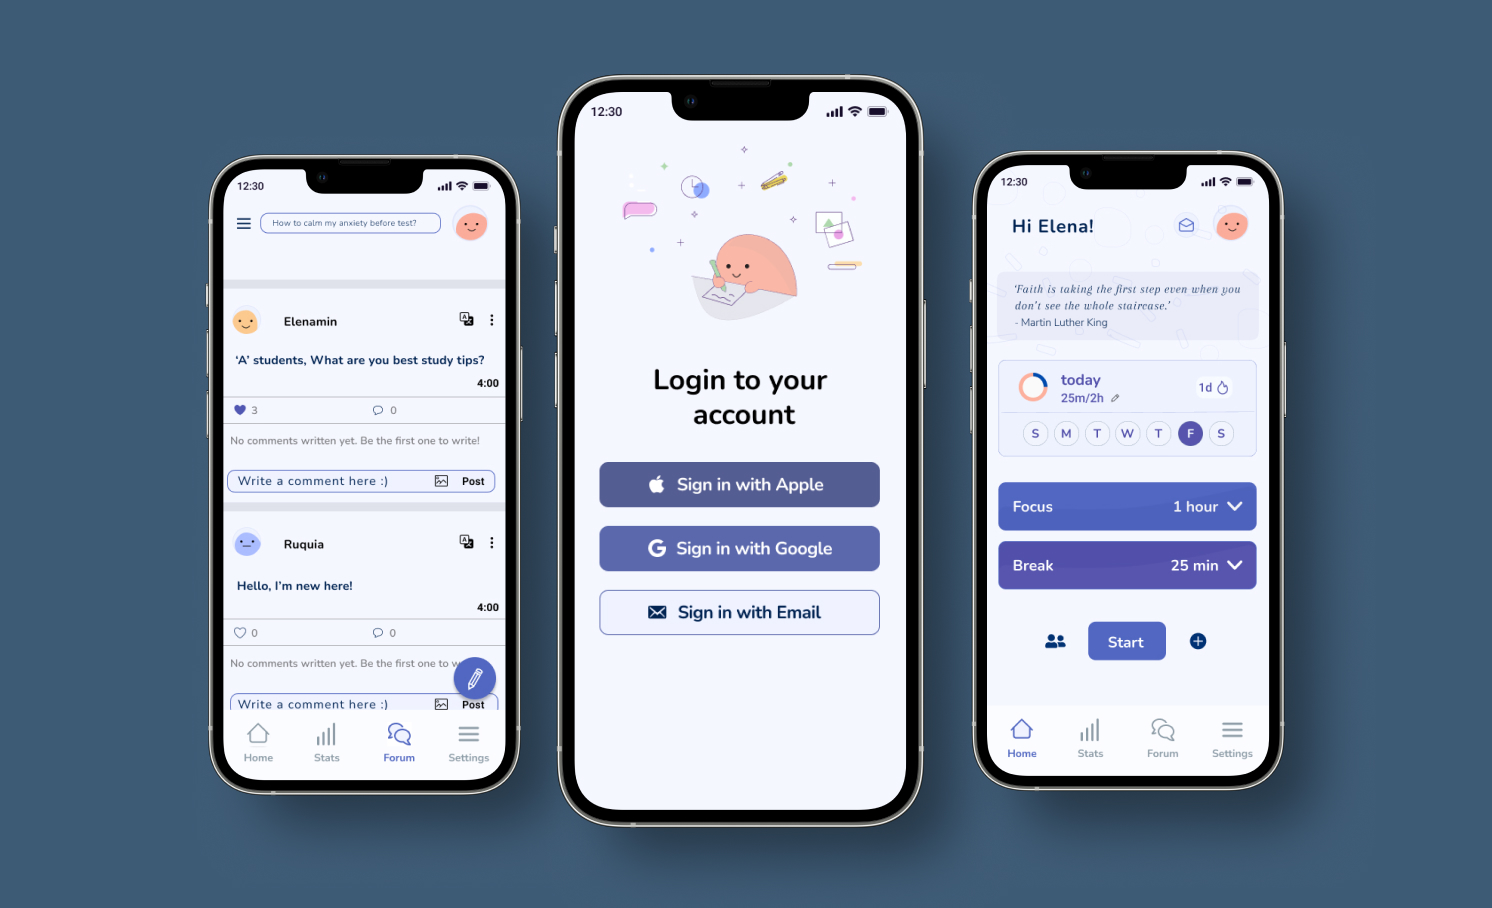 12:30
How to calm my anxiety before test?
Elenamin
‘A’ students, What are you best study tips?
4:00
3
0
No comments written yet. Be the first one to write!
Write a comment here :)
Post
Ruquia
Hello, I'm new here!
4:00
0
0
No comments written yet. Be the first one to w
Write a comment here :)
Post
Home
Stats
Forum
Settings
12:30
Login to your
account
Sign in with Apple
Sign in with Google
Sign in with Email
12:30
Hi Elena!
‘Faith is taking the first step even when you
don't see the whole staircase.’
- Martin Luther King
today
1d
25m/2h
S M T W T F S
Focus 1 hour
Break 25 min
Start
Home
Stats
Forum
Settings